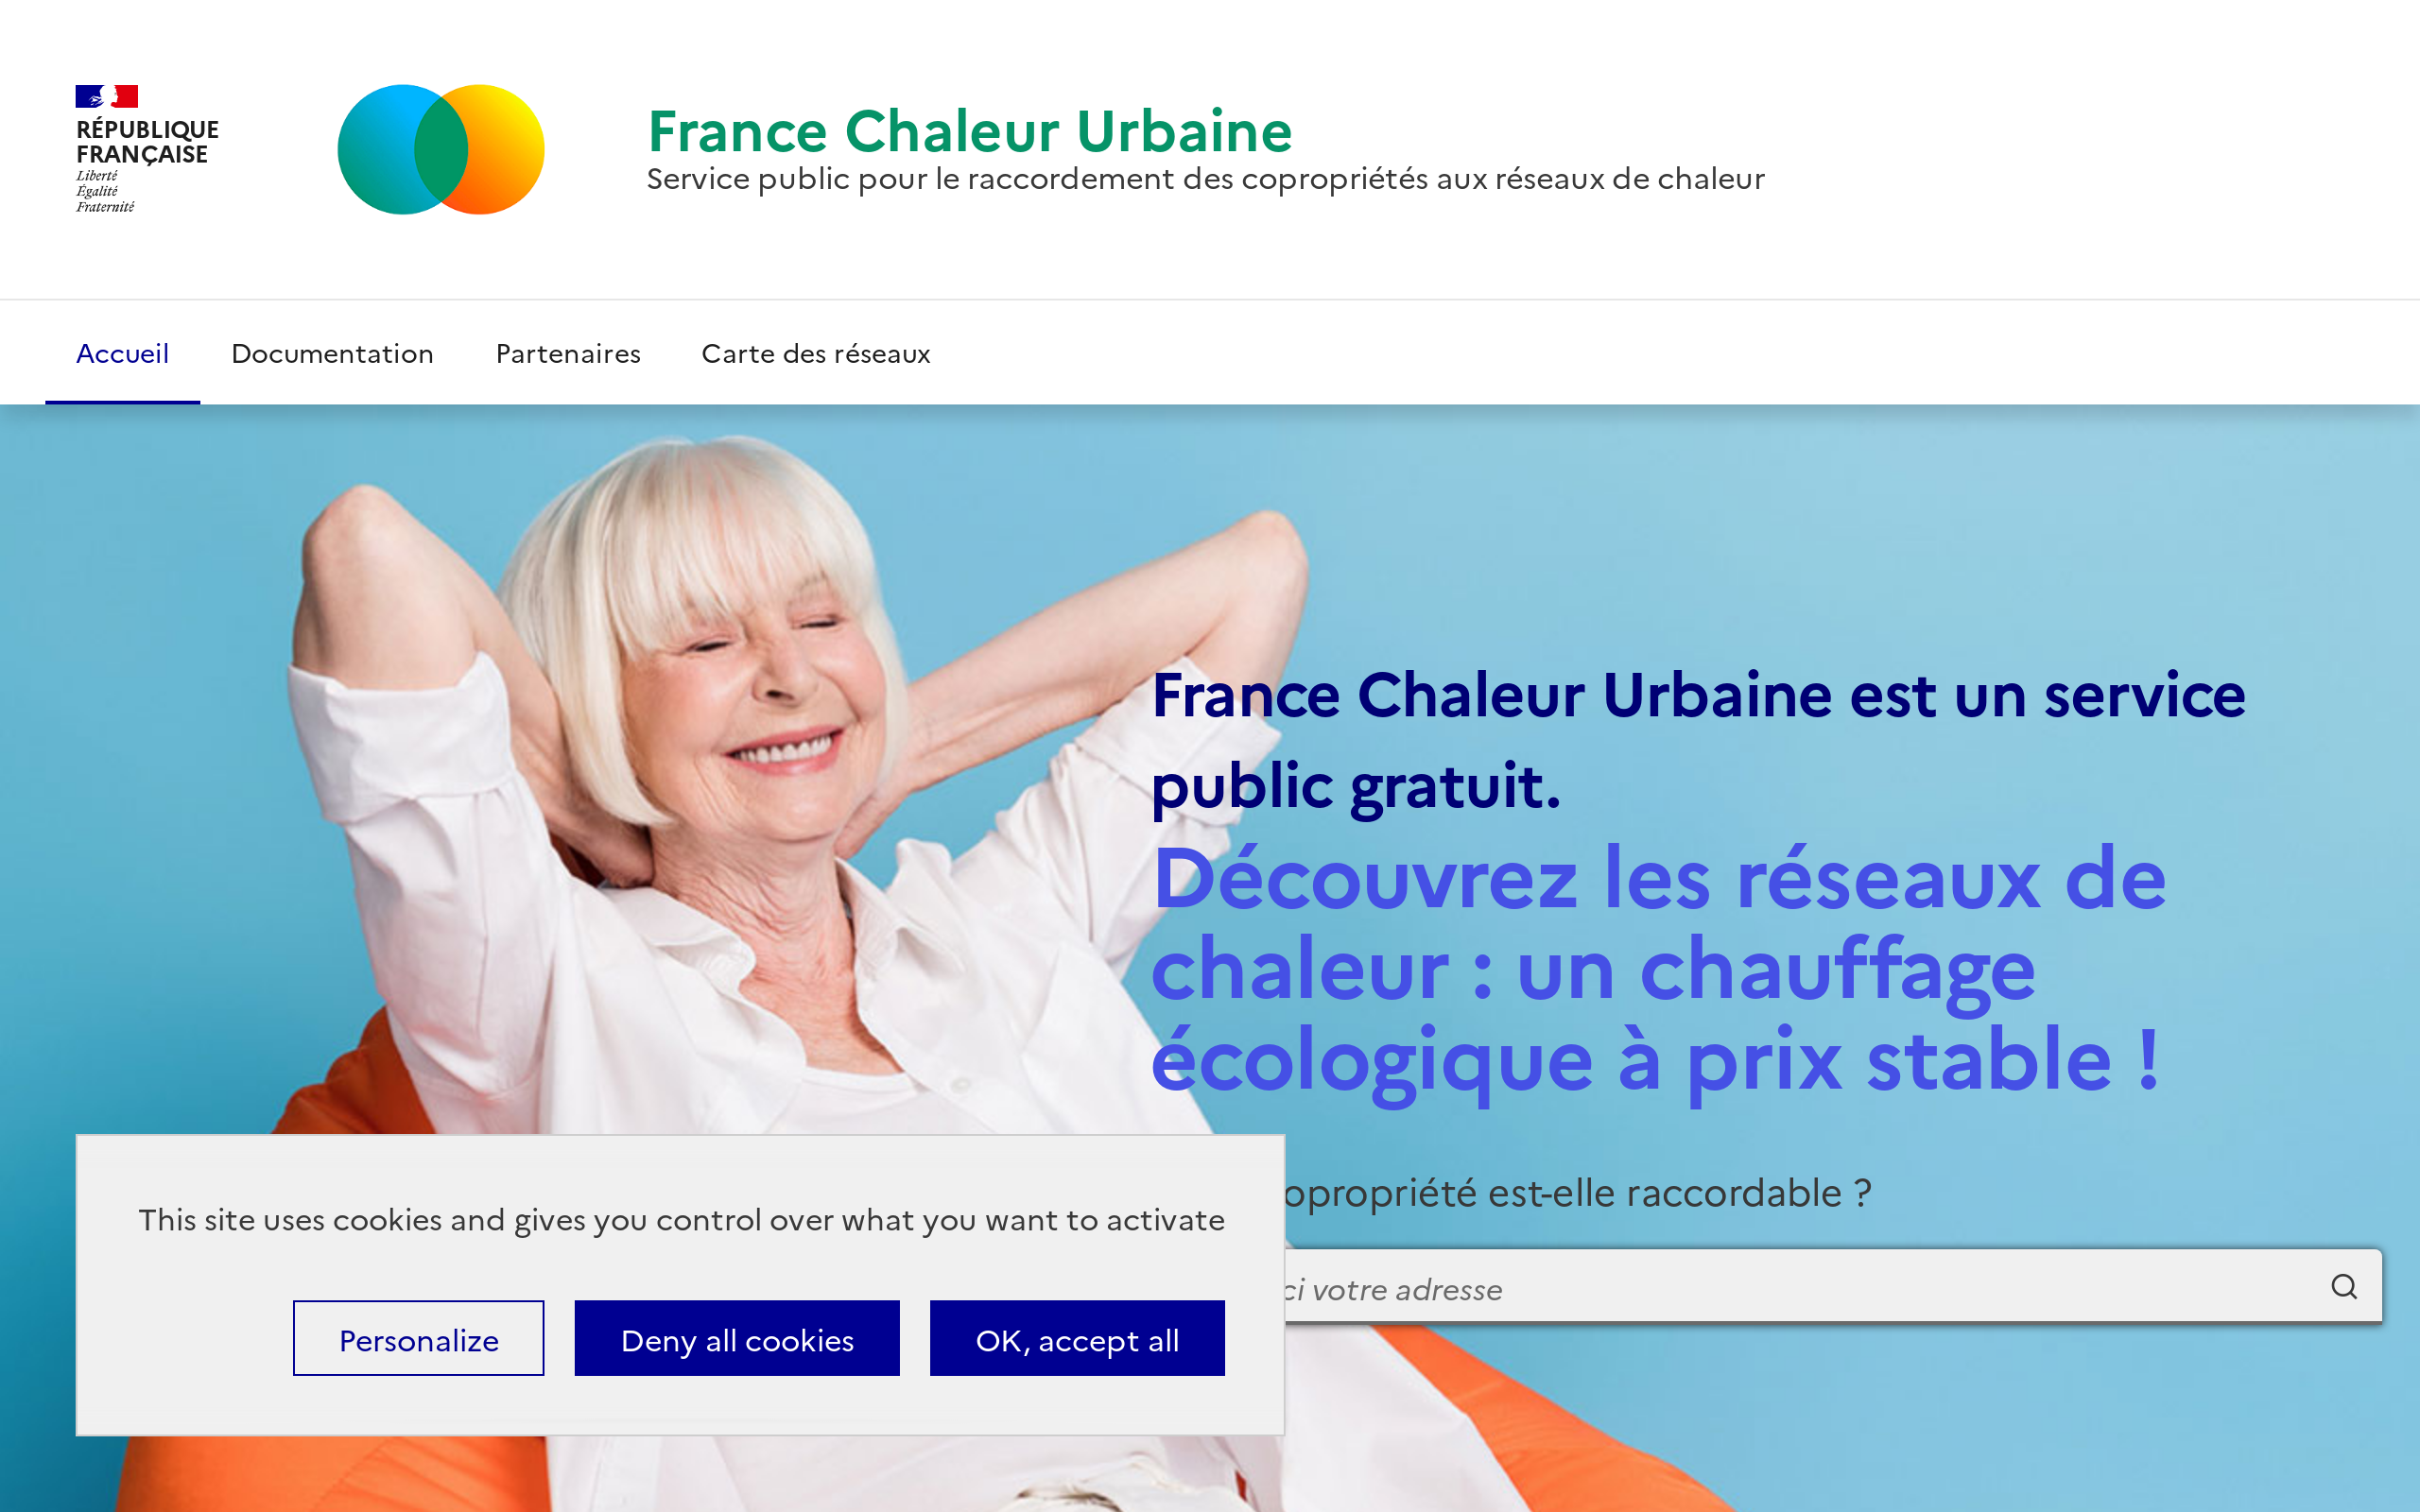 RÉPUBLIQUE
FRANÇAISE
Liberté
Égalité
Fraternité
France Chaleur Urbaine
Service public pour le raccordement des copropriétés aux réseaux de chaleur
Accueil
Documentation
Partenaires
Carte des réseaux
France Chaleur Urbaine est un service
public gratuit.
Découvrez les réseaux de
chaleur : un chauffage
écologique à prix stable !
opropriété est-elle raccordable ?
ci votre adresse
This site uses cookies and gives you control over what you want to activate
Personalize
Deny all cookies
OK, accept all